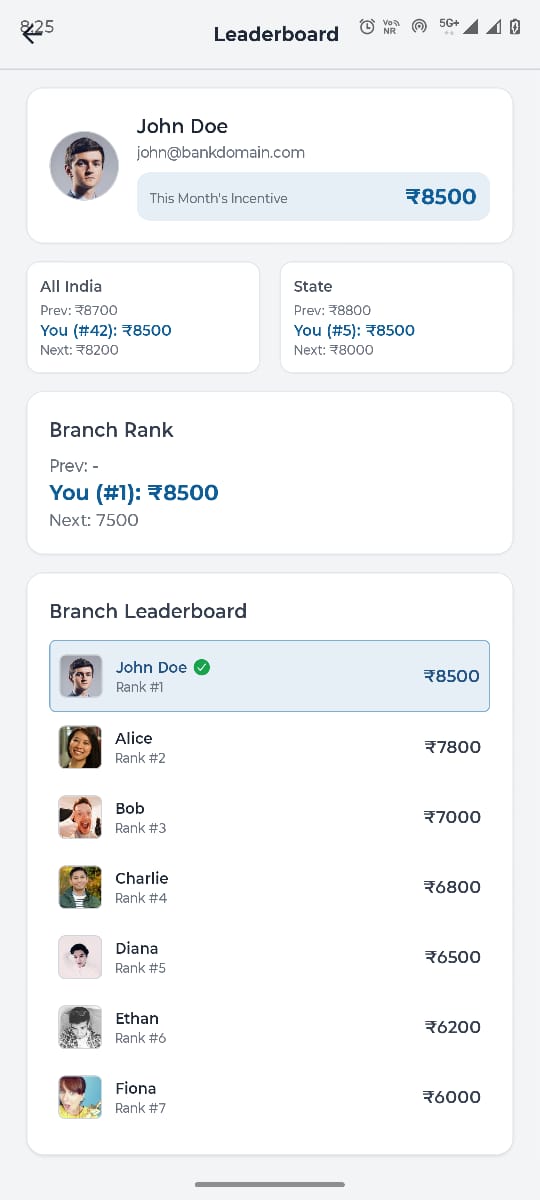 8:25
Leaderboard
Vo NR
5G+
John Doe
john@bankdomain.com
This Month's Incentive
₹8500
All India
Prev: ₹8700
You (#42): ₹8500
Next: ₹8200
State
Prev: ₹8800
You (#5): ₹8500
Next: ₹8000
Branch Rank
Prev: -
You (#1): ₹8500
Next: 7500
Branch Leaderboard
John Doe
Rank #1
₹8500
Alice
Rank #2
₹7800
Bob
Rank #3
₹7000
Charlie
Rank #4
₹6800
Diana
Rank #5
₹6500
Ethan
Rank #6
₹6200
Fiona
Rank #7
₹6000